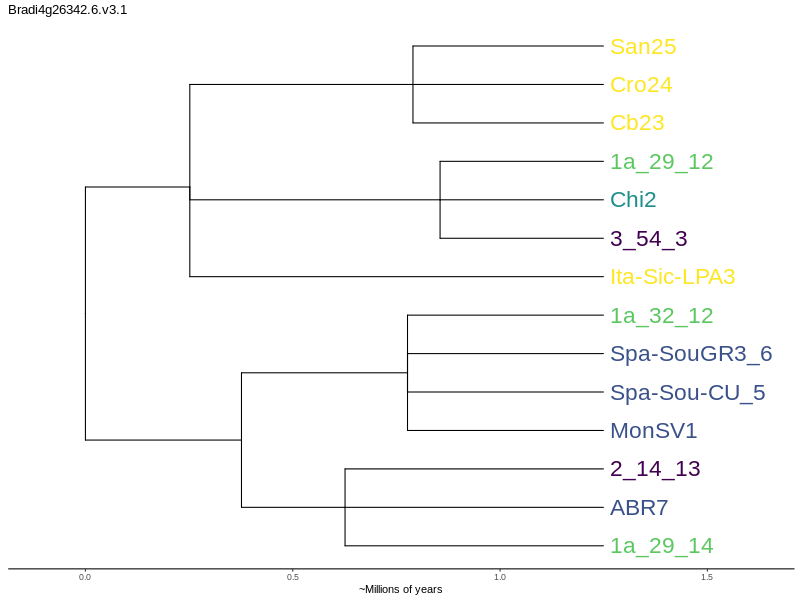 Bradi4g26342.6.v3.1
San25
Cro24
Cb23
1a_29_12
Chi2
3_54_3
Ita-Sic-LPA3
1a_32_12
Spa-SouGR3_6
Spa-Sou-CU_5
MonSV1
2_14_13
ABR7
1a_29_14
0.0 0.5 1.0 1.5
~Millions of years